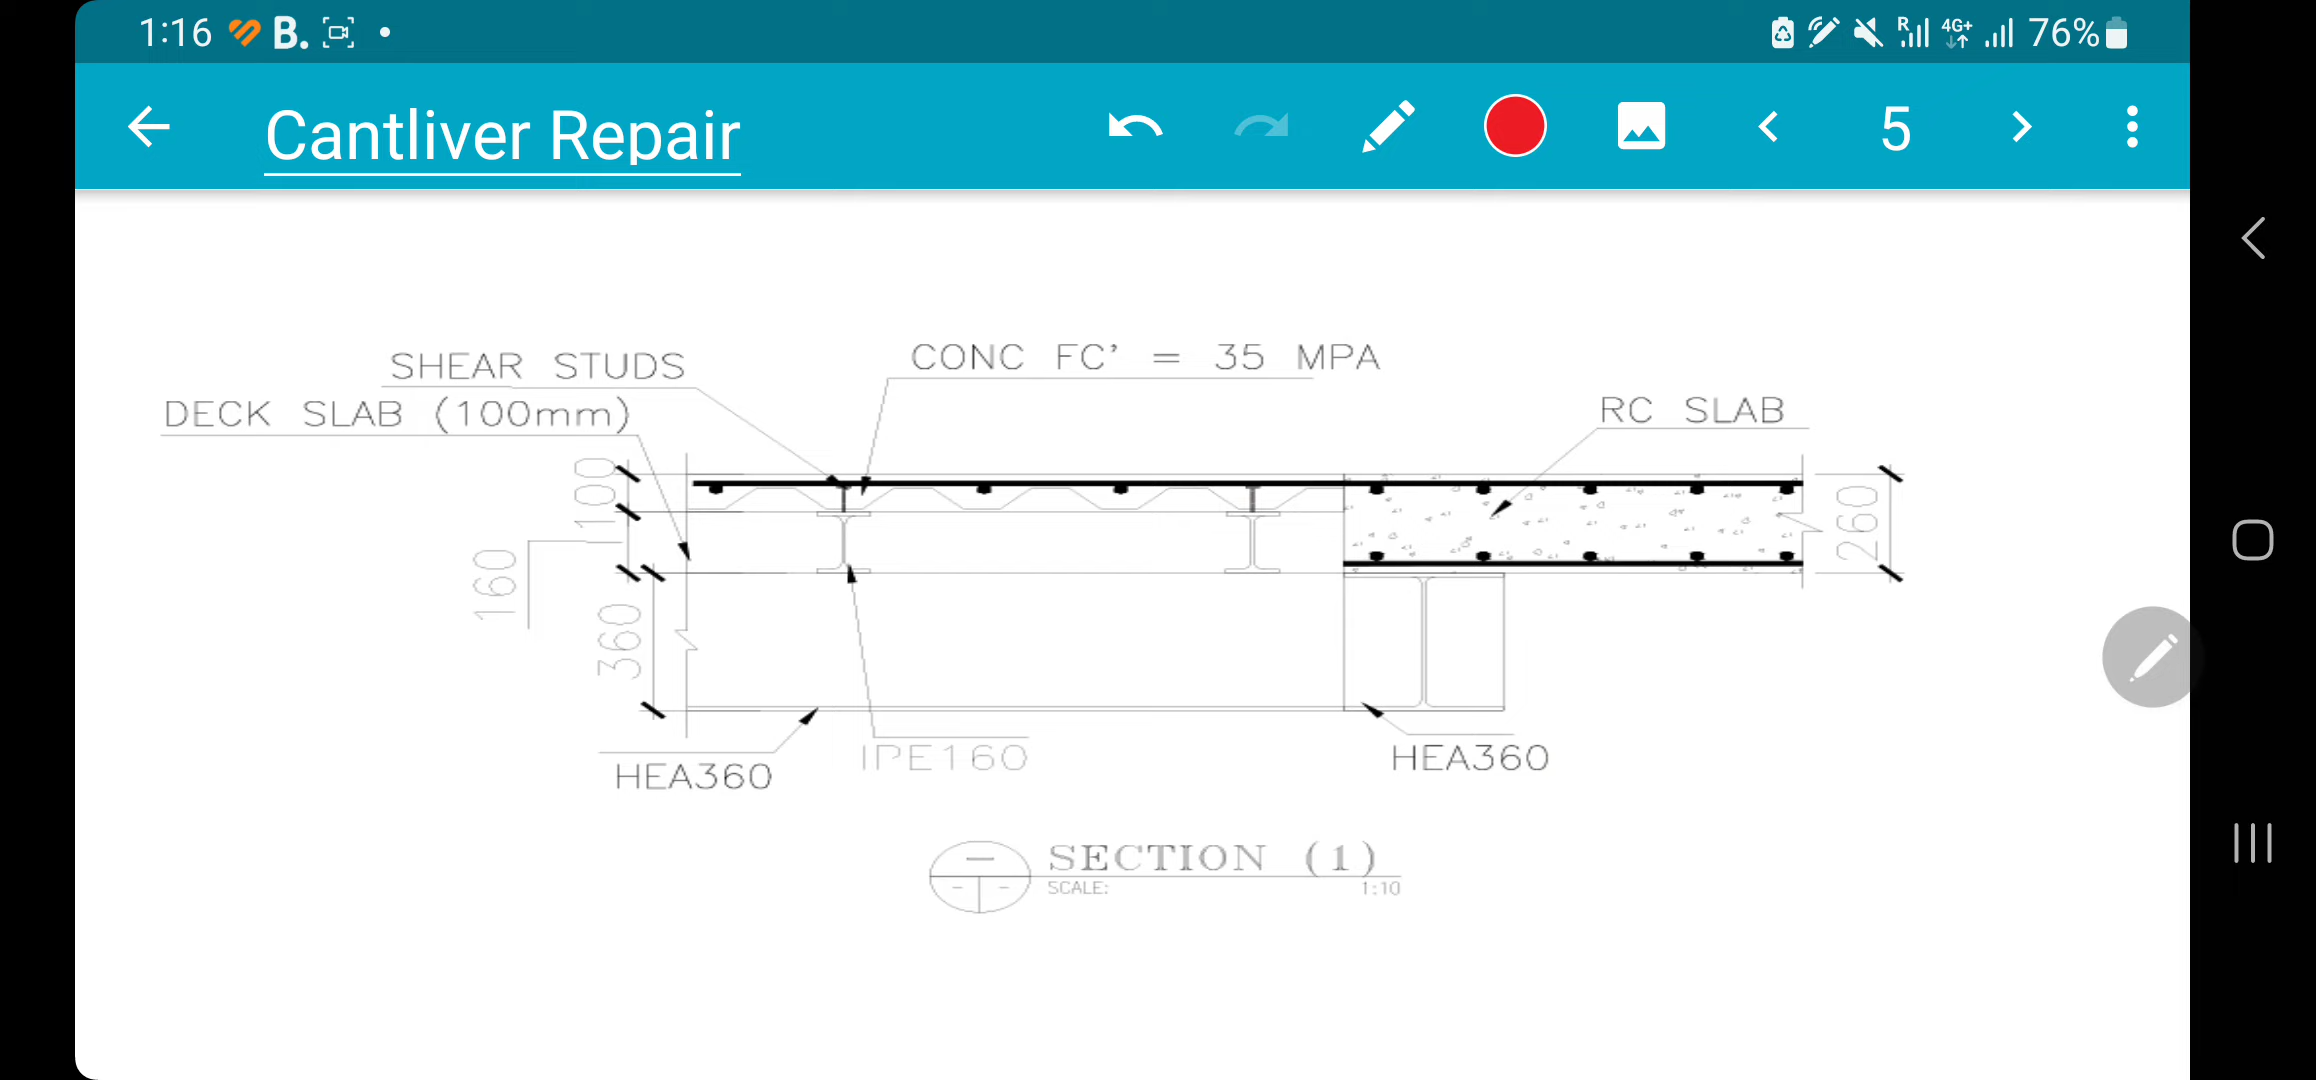 1:16 B. R 4G+ 76%
Cantliver Repair 5
SHEAR STUDS
CONC FC' = 35 MPA
DECK SLAB (100mm)
RC SLAB
100
160
360
260
HEA360
IPE160
HEA360
SECTION (1)
SCALE: 1:10